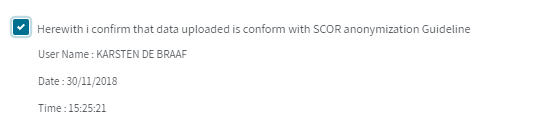 Herewith i confirm that data uploaded is conform with SCOR anonymization Guideline
User Name : KARSTEN DE BRAAF
Date : 30/11/2018
Time : 15:25:21